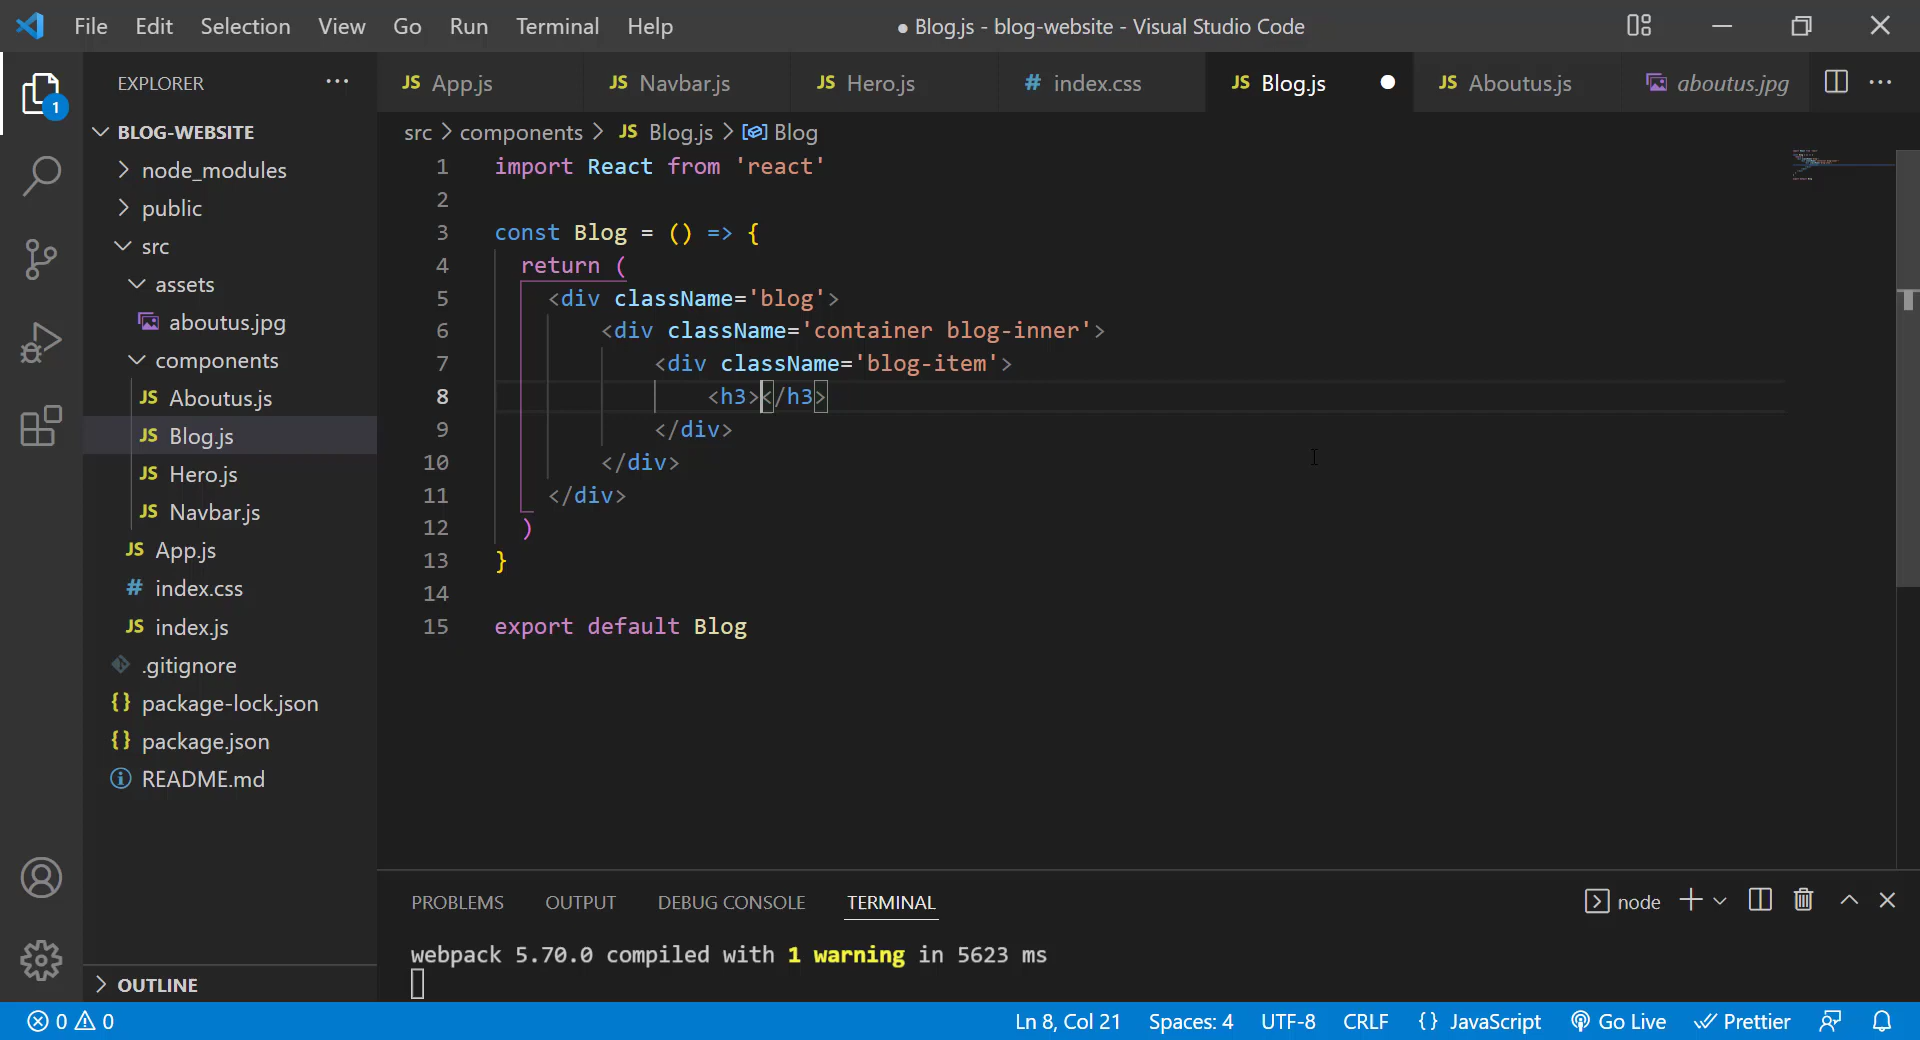 File Edit Selection View Go Run Terminal Help
● Blog.js - blog-website - Visual Studio Code
EXPLORER
1
BLOG-WEBSITE
node_modules
public
src
assets
aboutus.jpg
components
JS Aboutus.js
JS Blog.js
JS Hero.js
JS Navbar.js
JS App.js
# index.css
JS index.js
.gitignore
{} package-lock.json
{} package.json
README.md
OUTLINE
JS App.js JS Navbar.js JS Hero.js # index.css JS Blog.js JS Aboutus.js aboutus.jpg
src > components > JS Blog.js > Blog
1 import React from 'react'
2
3 const Blog = () => {
4 return (
5 <div className='blog'>
6 <div className='container blog-inner'>
7 <div className='blog-item'>
8 <h3></h3>
9 </div>
10 </div>
11 </div>
12 )
13 }
14
15 export default Blog
PROBLEMS OUTPUT DEBUG CONSOLE TERMINAL
node
webpack 5.70.0 compiled with 1 warning in 5623 ms
0 0
Ln 8, Col 21 Spaces: 4 UTF-8 CRLF {} JavaScript Go Live Prettier